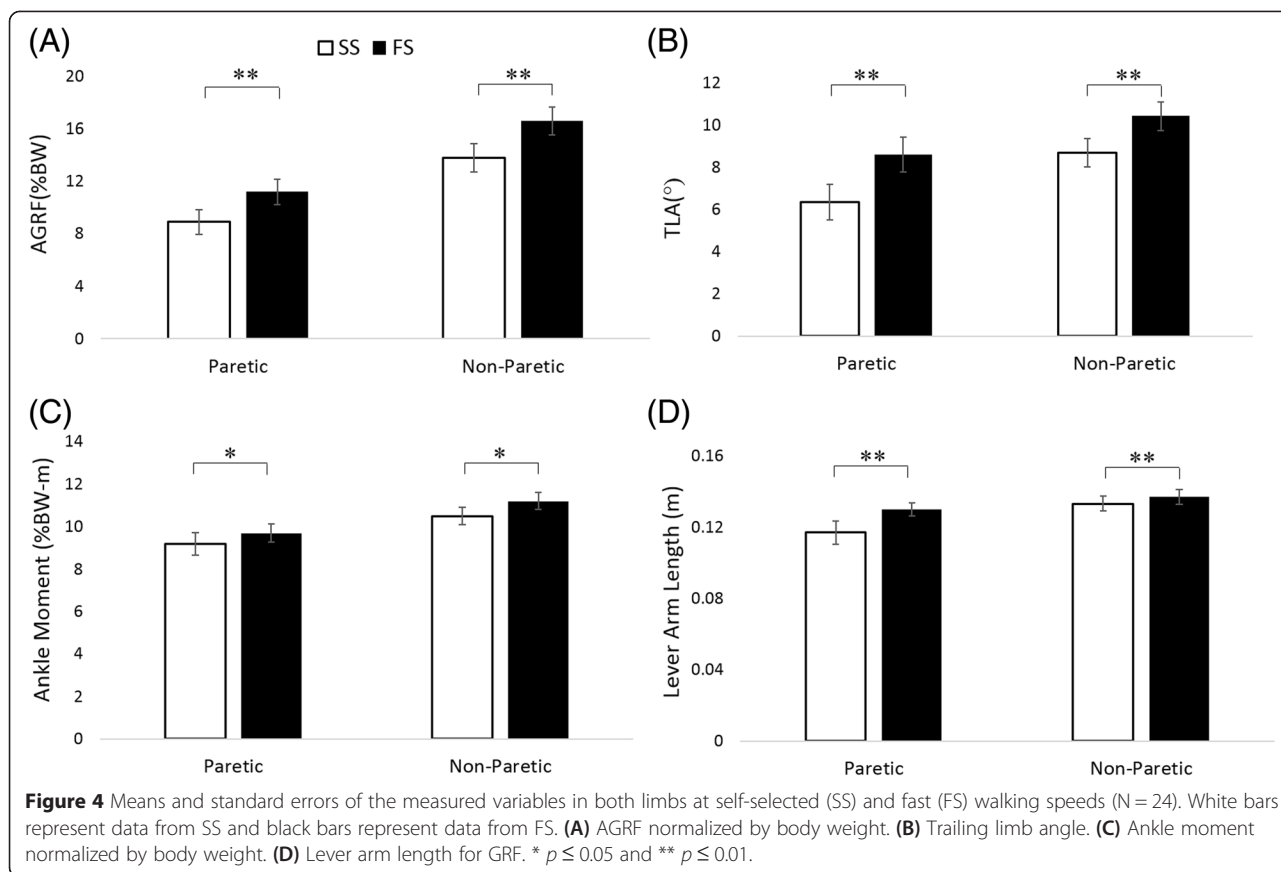 (A)
SS FS
20
16
12
8
4
0
AGRF(%BW)
**
**
Paretic Non-Paretic
(B)
12
10
8
6
4
2
0
TLA(°)
**
**
Paretic Non-Paretic
(C)
14
12
10
8
6
4
2
0
Ankle Moment (%BW-m)
*
*
Paretic Non-Paretic
(D)
0.16
0.12
0.08
0.04
0
Lever Arm Length (m)
**
**
Paretic Non-Paretic
Figure 4 Means and standard errors of the measured variables in both limbs at self-selected (SS) and fast (FS) walking speeds (N = 24). White bars
represent data from SS and black bars represent data from FS. (A) AGRF normalized by body weight. (B) Trailing limb angle. (C) Ankle moment
normalized by body weight. (D) Lever arm length for GRF. * p ≤ 0.05 and ** p ≤ 0.01.